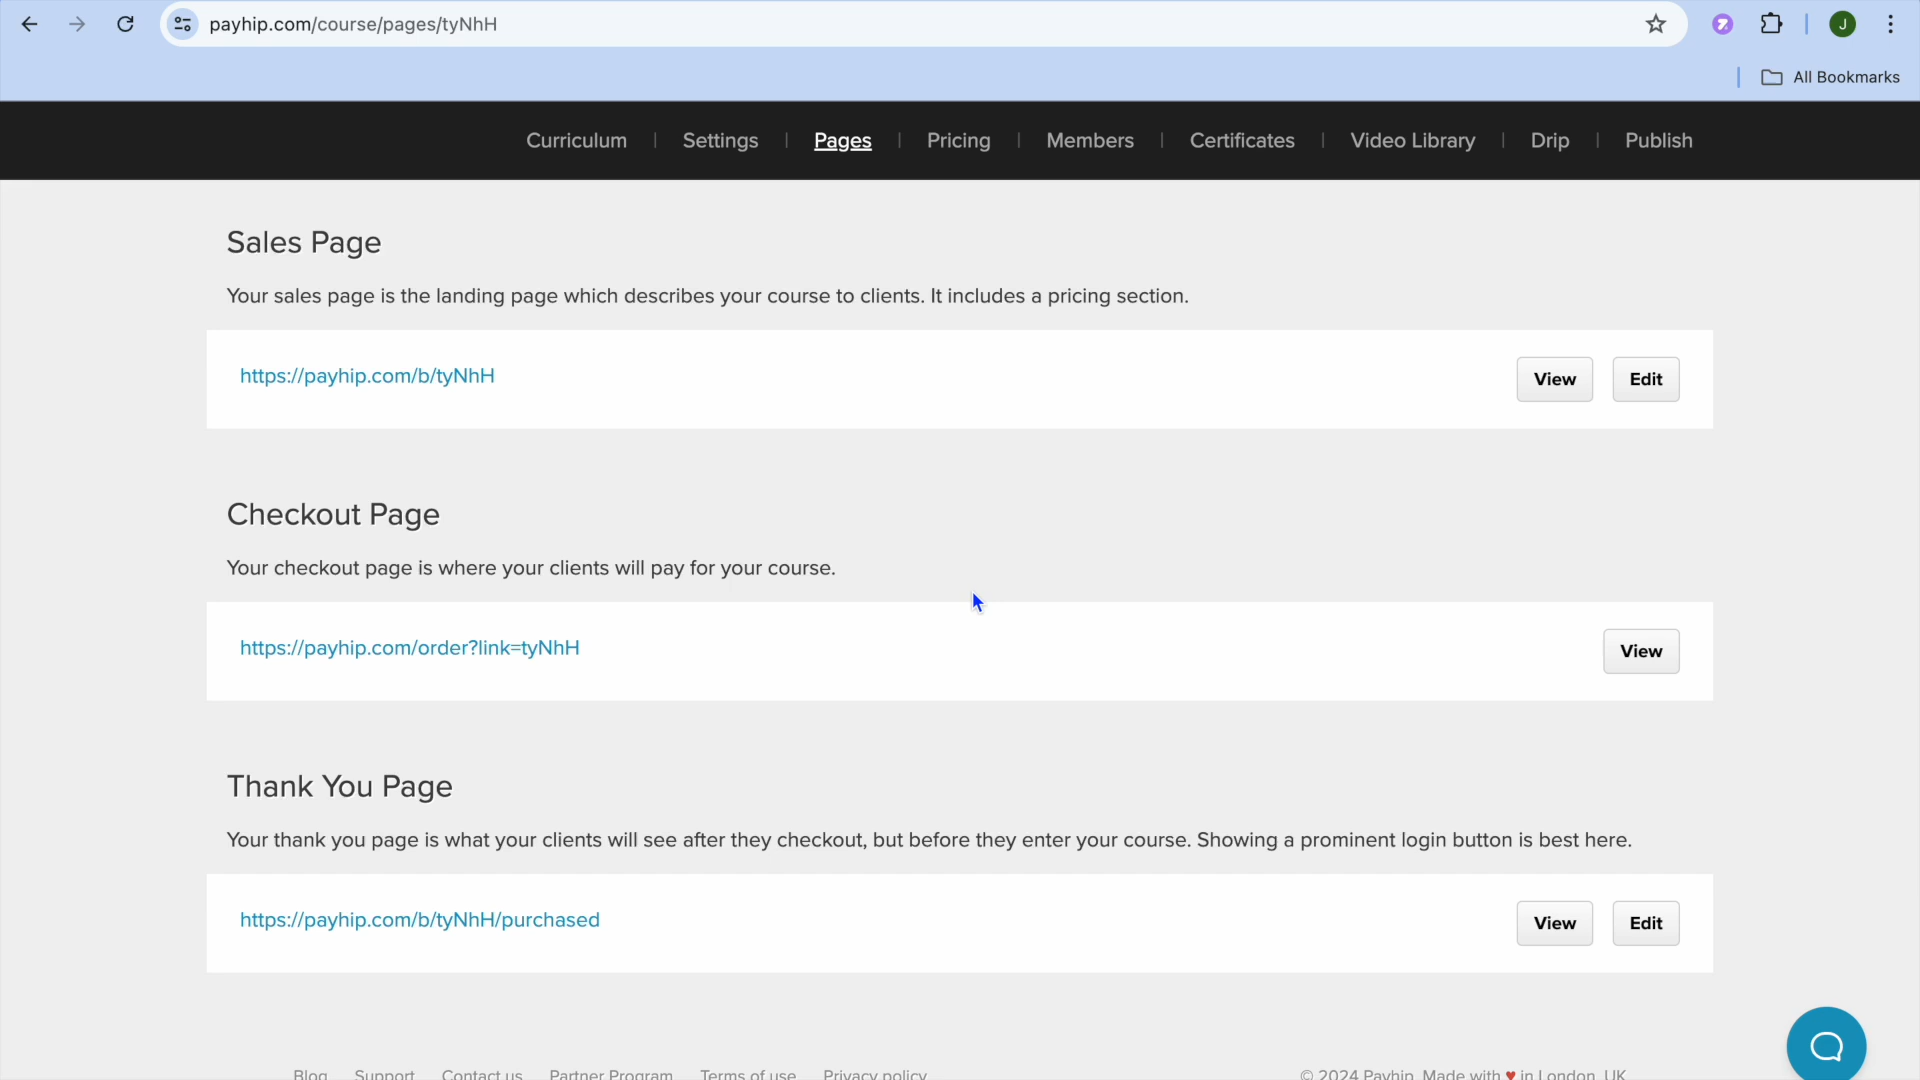 payhip.com/course/pages/tyNhH
J
All Bookmarks
Curriculum | Settings | Pages | Pricing | Members | Certificates | Video Library | Drip | Publish
Sales Page
Your sales page is the landing page which describes your course to clients. It includes a pricing section.
https://payhip.com/b/tyNhH
View Edit
Checkout Page
Your checkout page is where your clients will pay for your course.
https://payhip.com/order?link=tyNhH
View
Thank You Page
Your thank you page is what your clients will see after they checkout, but before they enter your course. Showing a prominent login button is best here.
https://payhip.com/b/tyNhH/purchased
View Edit
Blog Support Contact us Partner Program Terms of use Privacy policy © 2024 Payhip. Made with ♥ in London, UK